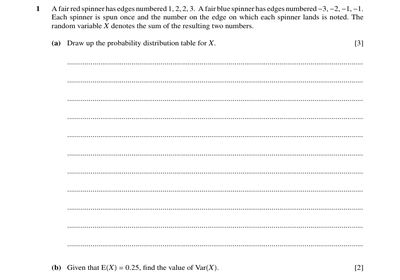 1 A fair red spinner has edges numbered 1, 2, 2, 3. A fair blue spinner has edges numbered −3, −2, −1, −1.
Each spinner is spun once and the number on the edge on which each spinner lands is noted. The
random variable X denotes the sum of the resulting two numbers.
(a) Draw up the probability distribution table for X. [3]
(b) Given that E(X) = 0.25, find the value of Var(X). [2]